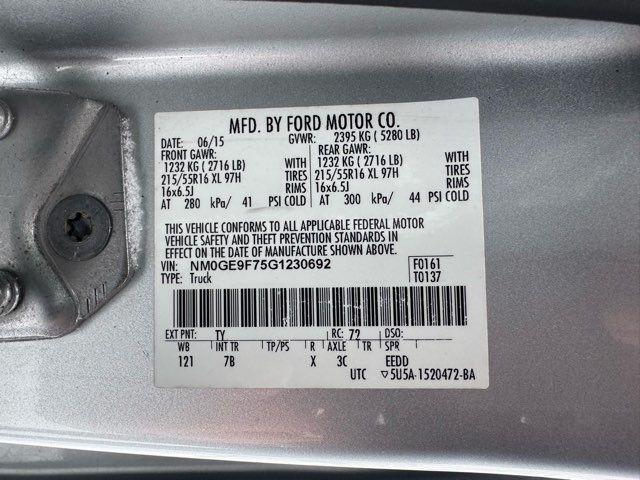 MFD. BY FORD MOTOR CO.
DATE: 06/15 GVWR: 2395 KG ( 5280 LB)
FRONT GAWR: REAR GAWR:
1232 KG ( 2716 LB) WITH 1232 KG ( 2716 LB) WITH
215/55R16 XL 97H TIRES 215/55R16 XL 97H TIRES
16x6.5J RIMS 16x6.5J RIMS
AT 280 kPa/ 41 PSI COLD AT 300 kPa/ 44 PSI COLD
THIS VEHICLE CONFORMS TO ALL APPLICABLE FEDERAL MOTOR
VEHICLE SAFETY AND THEFT PREVENTION STANDARDS IN
EFFECT ON THE DATE OF MANUFACTURE SHOWN ABOVE.
VIN: NM0GE9F75G1230692 F0161
TYPE: Truck T0137
EXT PNT: TY RC: 72 DSO:
WB INT TR TP/PS R AXLE TR SPR
121 7B X 3C EEDD
UTC ▽5U5A-1520472-BA